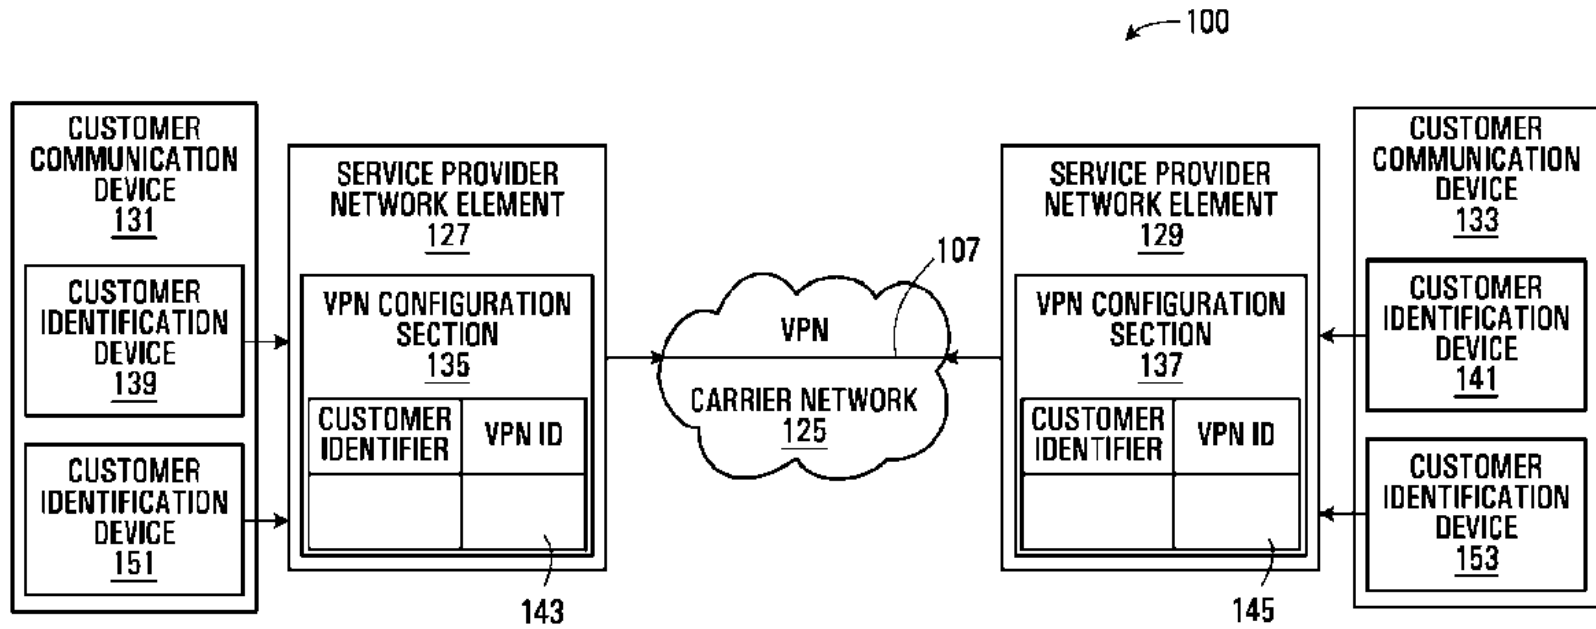 100
CUSTOMER
COMMUNICATION
DEVICE
131
CUSTOMER
IDENTIFICATION
DEVICE
139
CUSTOMER
IDENTIFICATION
DEVICE
151
SERVICE PROVIDER
NETWORK ELEMENT
127
VPN CONFIGURATION
SECTION
135
CUSTOMER
IDENTIFIER
VPN ID
143
107
VPN
CARRIER NETWORK
125
SERVICE PROVIDER
NETWORK ELEMENT
129
VPN CONFIGURATION
SECTION
137
CUSTOMER
IDENTIFIER
VPN ID
145
CUSTOMER
COMMUNICATION
DEVICE
133
CUSTOMER
IDENTIFICATION
DEVICE
141
CUSTOMER
IDENTIFICATION
DEVICE
153